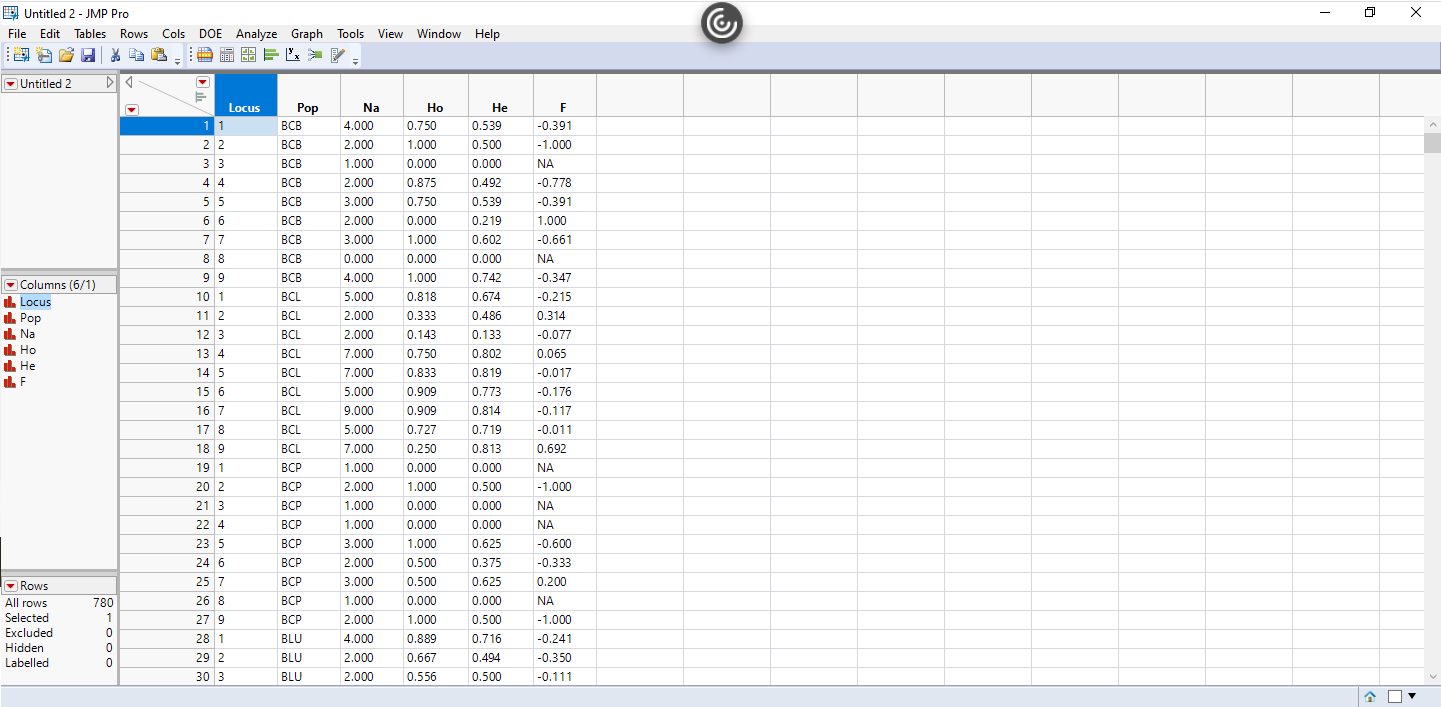 Untitled 2 - JMP Pro
File Edit Tables Rows Cols DOE Analyze Graph Tools View Window Help
Untitled 2
Locus Pop Na Ho He F
1 1 BCB 4.000 0.750 0.539 -0.391
2 2 BCB 2.000 1.000 0.500 -1.000
3 3 BCB 1.000 0.000 0.000 NA
4 4 BCB 2.000 0.875 0.492 -0.778
5 5 BCB 3.000 0.750 0.539 -0.391
6 6 BCB 2.000 0.000 0.219 1.000
7 7 BCB 3.000 1.000 0.602 -0.661
8 8 BCB 0.000 0.000 0.000 NA
9 9 BCB 4.000 1.000 0.742 -0.347
10 1 BCL 5.000 0.818 0.674 -0.215
11 2 BCL 2.000 0.333 0.486 0.314
12 3 BCL 2.000 0.143 0.133 -0.077
13 4 BCL 7.000 0.750 0.802 0.065
14 5 BCL 7.000 0.833 0.819 -0.017
15 6 BCL 5.000 0.909 0.773 -0.176
16 7 BCL 9.000 0.909 0.814 -0.117
17 8 BCL 5.000 0.727 0.719 -0.011
18 9 BCL 7.000 0.250 0.813 0.692
19 1 BCP 1.000 0.000 0.000 NA
20 2 BCP 2.000 1.000 0.500 -1.000
21 3 BCP 1.000 0.000 0.000 NA
22 4 BCP 1.000 0.000 0.000 NA
23 5 BCP 3.000 1.000 0.625 -0.600
24 6 BCP 2.000 0.500 0.375 -0.333
25 7 BCP 3.000 0.500 0.625 0.200
26 8 BCP 1.000 0.000 0.000 NA
27 9 BCP 2.000 1.000 0.500 -1.000
28 1 BLU 4.000 0.889 0.716 -0.241
29 2 BLU 2.000 0.667 0.494 -0.350
30 3 BLU 2.000 0.556 0.500 -0.111
Columns (6/1)
Locus
Pop
Na
Ho
He
F
Rows
All rows 780
Selected 1
Excluded 0
Hidden 0
Labelled 0